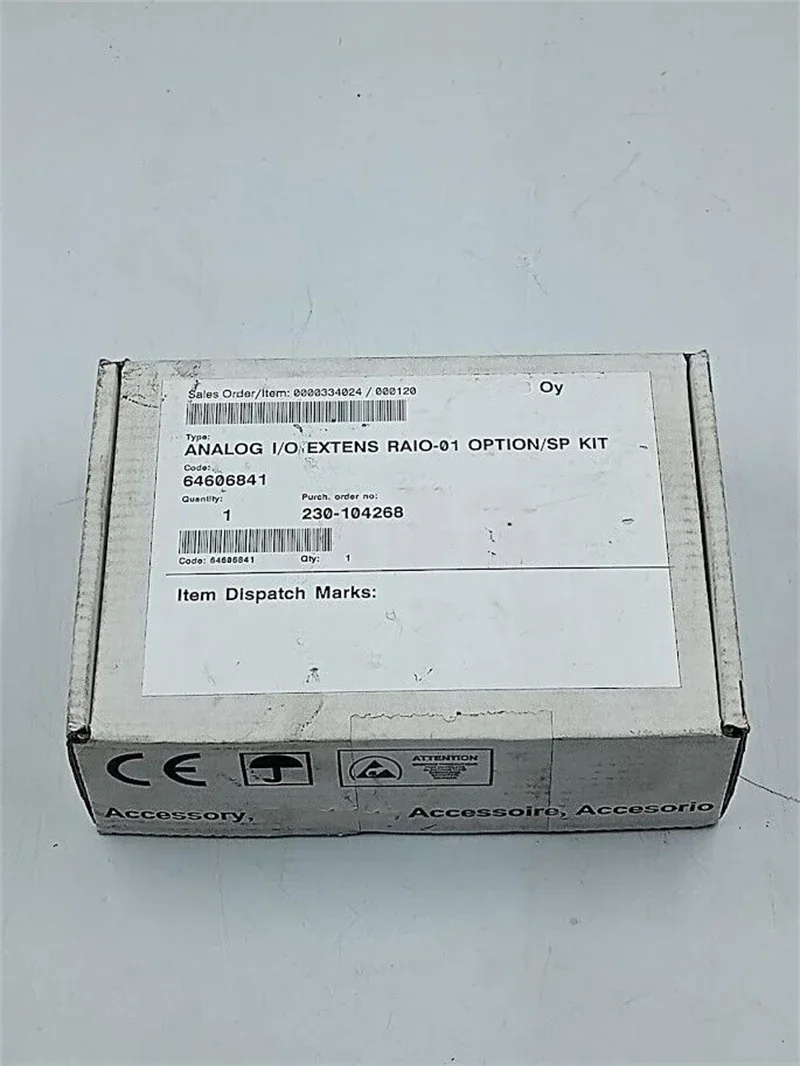 Sales Order/Item: 0000334024 / 000120
Oy
Type:
ANALOG I/O EXTENS RAIO-01 OPTION/SP KIT
Code:
64606841
Quantity:
Purch. order no:
1
230-104268
Code: 64606841
Qty: 1
Item Dispatch Marks:
CE
ATTENTION
Accessory,
, Accessoire, Accesorio